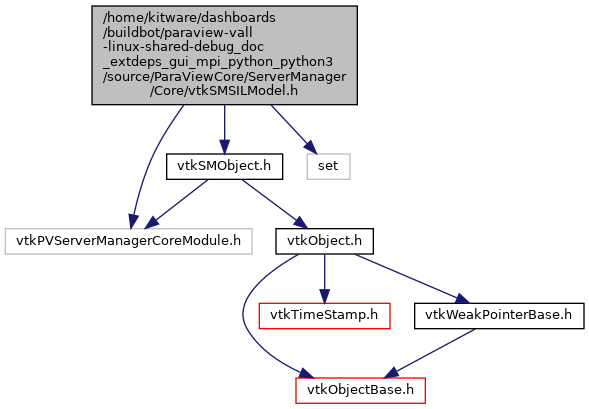 /home/kitware/dashboards
/buildbot/paraview-vall
-linux-shared-debug_doc
_extdeps_gui_mpi_python_python3
/source/ParaViewCore/ServerManager
/Core/vtkSMSILModel.h
vtkSMObject.h
set
vtkPVServerManagerCoreModule.h
vtkObject.h
vtkTimeStamp.h
vtkWeakPointerBase.h
vtkObjectBase.h